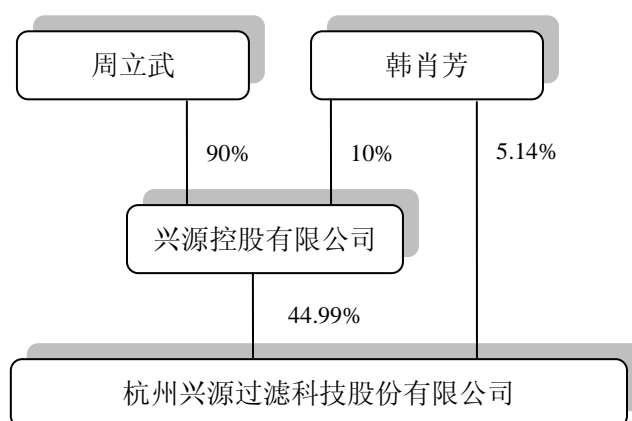 周立武
韩肖芳
90%
10%
5.14%
兴源控股有限公司
44.99%
杭州兴源过滤科技股份有限公司